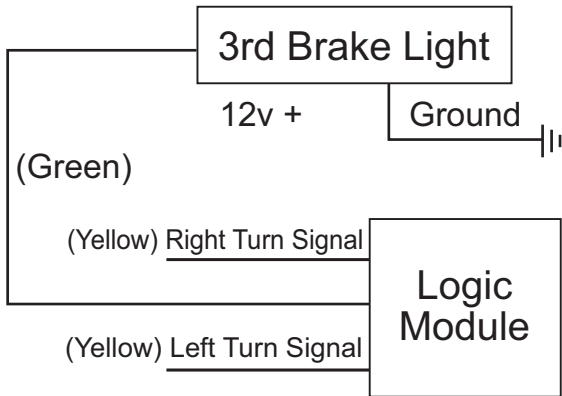 3rd Brake Light
12v +
Ground
(Green)
(Yellow) Right Turn Signal
Logic
Module
(Yellow) Left Turn Signal